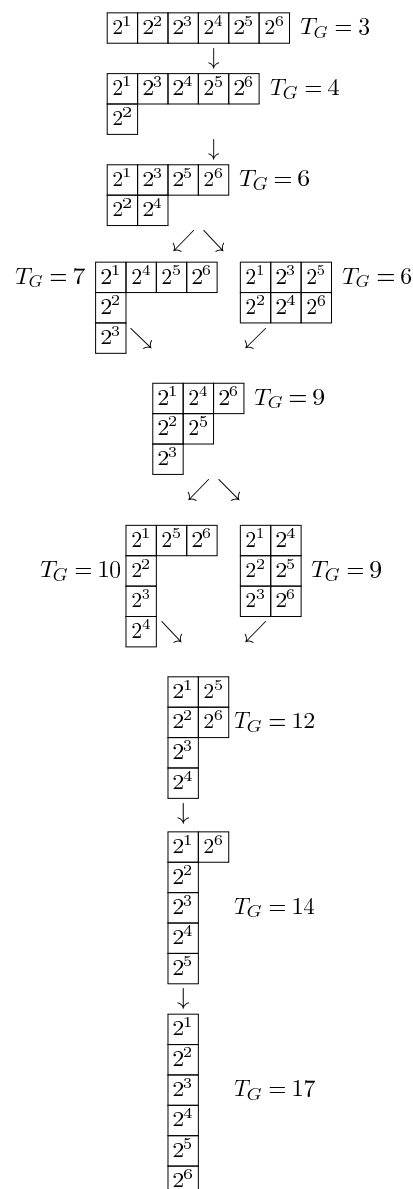 2^1 2^2 2^3 2^4 2^5 2^6 T_G = 3
2^1 2^3 2^4 2^5 2^6 T_G = 4
2^2
2^1 2^3 2^5 2^6 T_G = 6
2^2 2^4
T_G = 7 2^1 2^4 2^5 2^6
2^2
2^3
2^1 2^3 2^5 T_G = 6
2^2 2^4 2^6
2^1 2^4 2^6 T_G = 9
2^2 2^5
2^3
2^1 2^5 2^6
T_G = 10 2^2
2^3
2^4
2^1 2^4
2^2 2^5 T_G = 9
2^3 2^6
2^1 2^5
2^2 2^6 T_G = 12
2^3
2^4
2^1 2^6
2^2
2^3 T_G = 14
2^4
2^5
2^1
2^2
2^3 T_G = 17
2^4
2^5
2^6